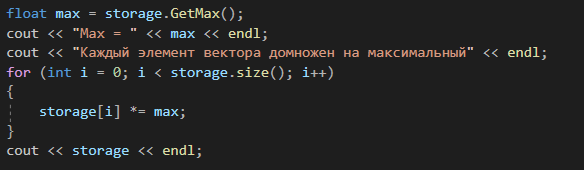 float max = storage.GetMax();
cout << "Max = " << max << endl;
cout << "Каждый элемент вектора домножен на максимальный" << endl;
for (int i = 0; i < storage.size(); i++)
{
    storage[i] *= max;
}
cout << storage << endl;